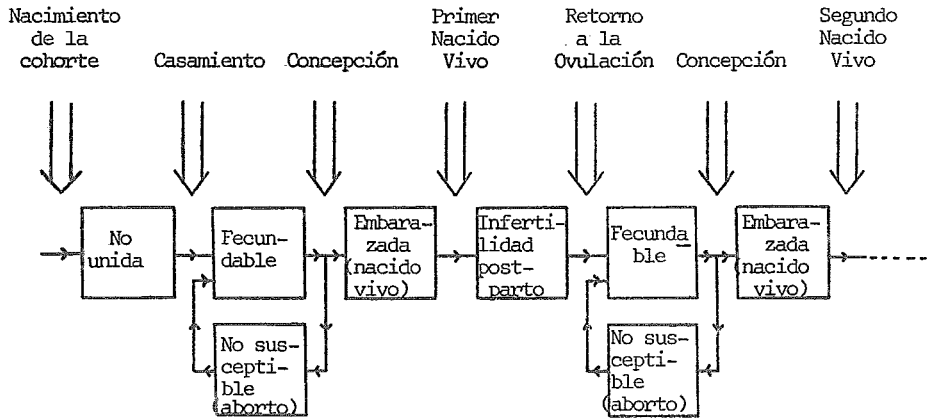 Nacimiento
de la
cohorte
Casamiento
Concepción
Primer
Nacido
Vivo
Retorno
a la
Ovulación
Concepción
Segundo
Nacido
Vivo
No
unida
Fecun-
dable
Embara-
zada
(nacido
vivo)
Inferti-
lidad
post-
parto
Fecunda
ble
Embara-
zada
(nacido
vivo)
No sus-
cepti-
ble
(aborto)
No sus-
cepti-
ble
(aborto)